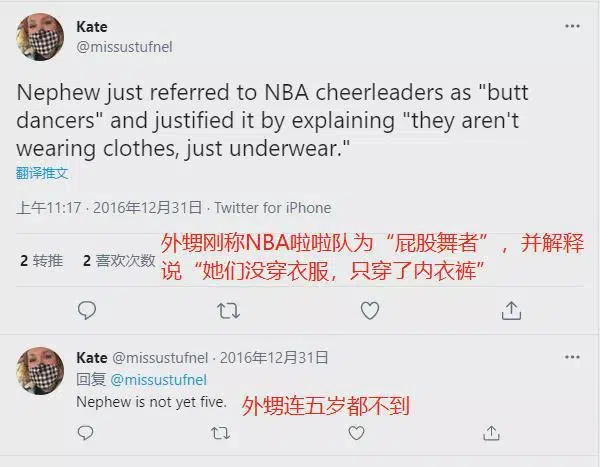 Kate
@missustufnel
Nephew just referred to NBA cheerleaders as "butt
dancers" and justified it by explaining "they aren't
wearing clothes, just underwear."
翻译推文
上午11:17 · 2016年12月31日 · Twitter for iPhone
2 转推 2 喜欢次数
外甥刚称NBA啦啦队为“屁股舞者”，并解释
说“她们没穿衣服，只穿了内衣裤”
Kate @missustufnel · 2016年12月31日
回复 @missustufnel
Nephew is not yet five.
外甥连五岁都不到